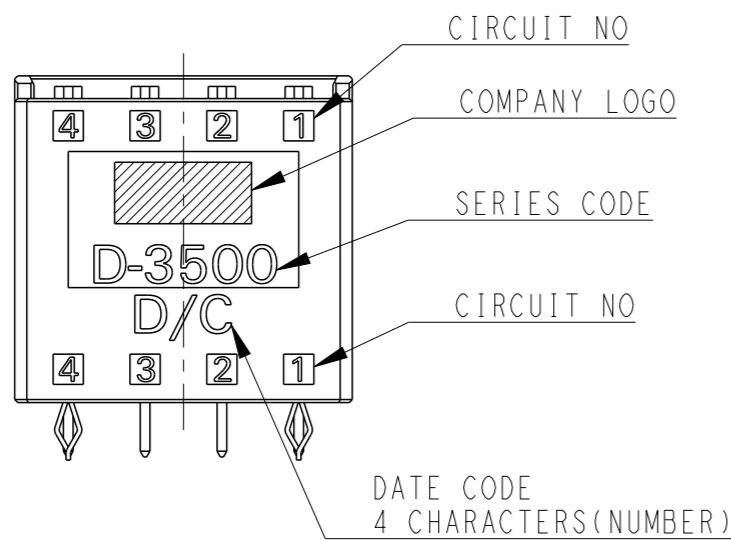 CIRCUIT NO
COMPANY LOGO
4 3 2 1
SERIES CODE
D-3500
D/C
CIRCUIT NO
4 3 2 1
DATE CODE
4 CHARACTERS(NUMBER)